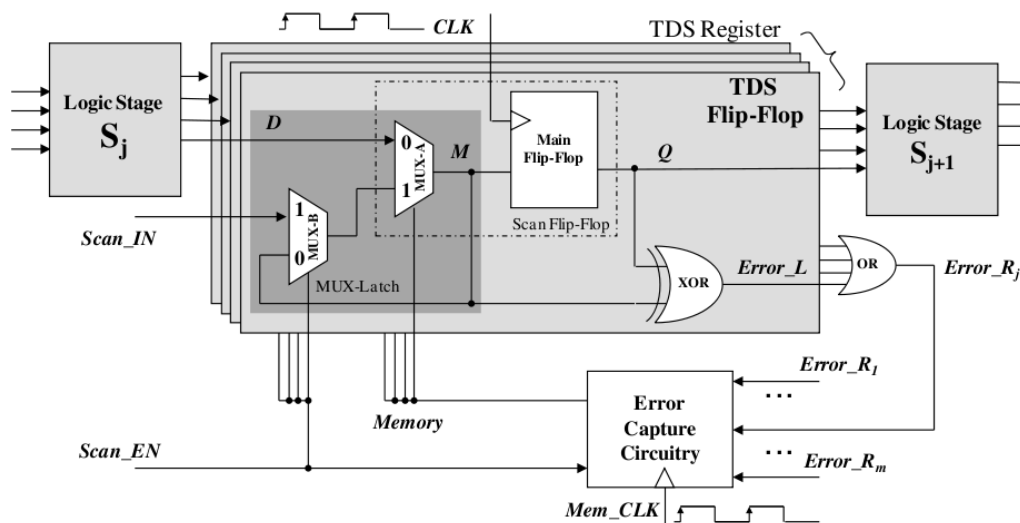 CLK
TDS Register
Logic Stage
Sj
TDS
Flip-Flop
Logic Stage
Sj+1
D
0
MUX-A
1
M
Main
Flip-Flop
Q
Scan Flip-Flop
Scan_IN
1
MUX-B
0
MUX-Latch
XOR
Error_L
OR
Error_Rj
Memory
Error
Capture
Circuitry
Error_R1
...
...
Error_Rm
Scan_EN
Mem_CLK